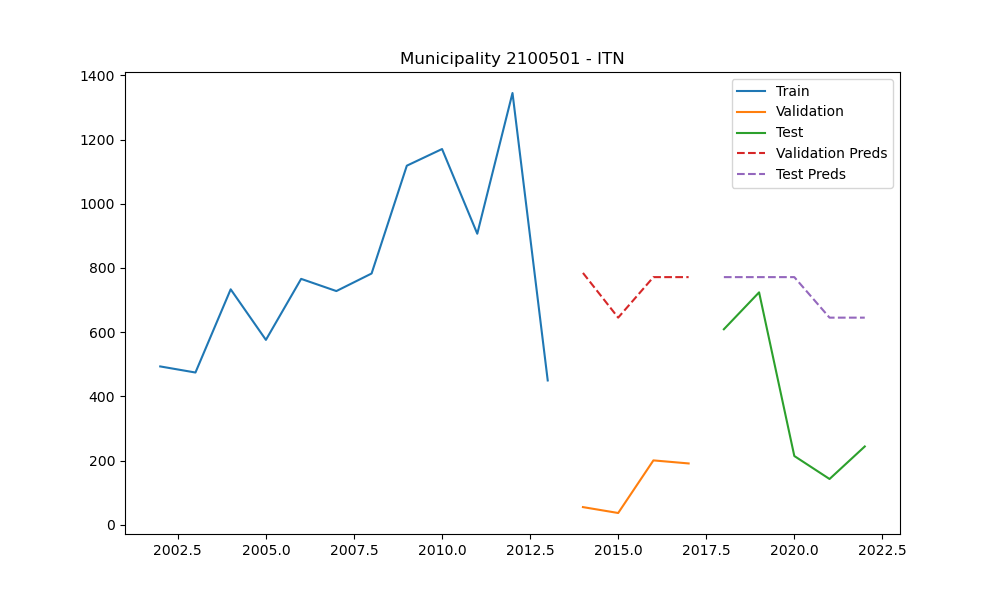 Municipality 2100501 - ITN
1400
1200
1000
800
600
400
200
0
Train
Validation
Test
Validation Preds
Test Preds
2002.5 2005.0 2007.5 2010.0 2012.5 2015.0 2017.5 2020.0 2022.5